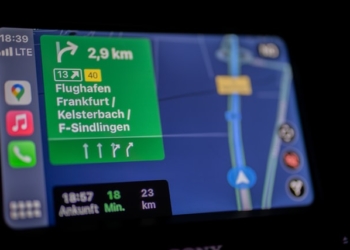 18:39
LTE
2,9 km
13 40
Flughafen
Frankfurt /
Kelsterbach /
F-Sindlingen
18:57 18 23
Ankunft Min. km
SONY